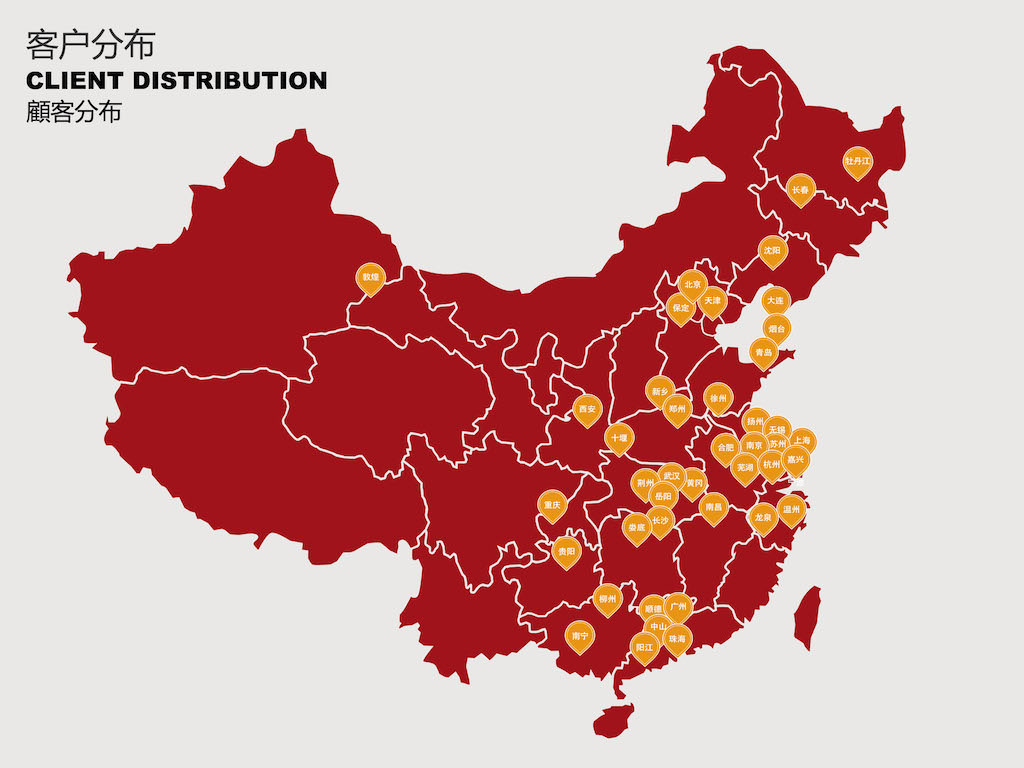 客户分布
CLIENT DISTRIBUTION
顧客分布
牡丹江
长春
沈阳
敦煌
北京
天津
保定
大连
烟台
青岛
新乡
郑州
徐州
西安
扬州
无锡
十堰
合肥
南京
苏州
上海
芜湖
杭州
嘉兴
荆州
武汉
黄冈
岳阳
重庆
南昌
温州
龙泉
长沙
娄底
贵阳
柳州
顺德
广州
中山
南宁
阳江
珠海